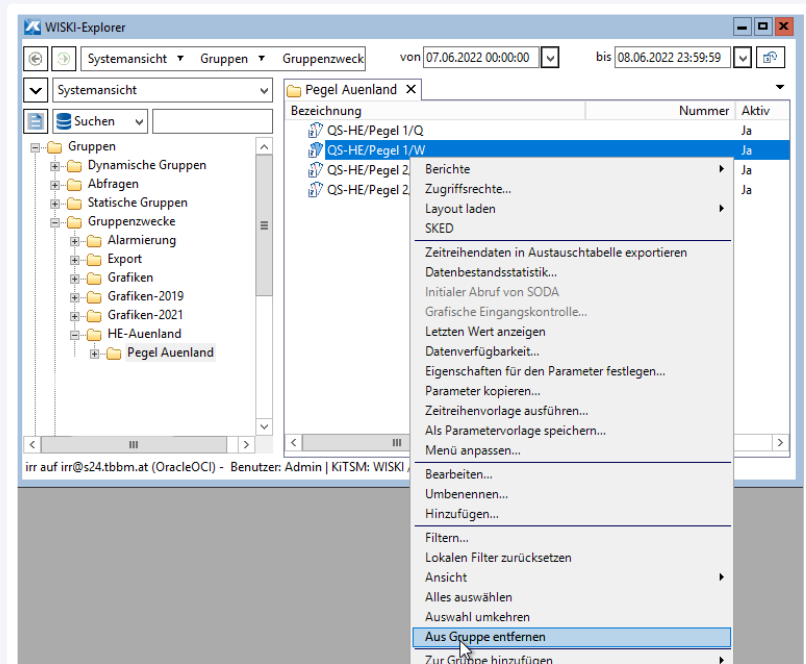 WISKI-Explorer
Systemansicht Gruppen Gruppenzweck von 07.06.2022 00:00:00 bis 08.06.2022 23:59:59
Systemansicht
Suchen
Gruppen
Dynamische Gruppen
Abfragen
Statische Gruppen
Gruppenzwecke
Alarmierung
Export
Grafiken
Grafiken-2019
Grafiken-2021
HE-Auenland
Pegel Auenland
Pegel Auenland
Bezeichnung Nummer Aktiv
QS-HE/Pegel 1/Q Ja
QS-HE/Pegel 1/W Ja
QS-HE/Pegel 2 Ja
QS-HE/Pegel 2 Ja
irr auf irr@s24.tbbm.at (OracleOCI) - Benutzer: Admin | KiTSM: WISKI
Berichte
Zugriffsrechte...
Layout laden
SKED
Zeitreihendaten in Austauschtabelle exportieren
Datenbestandsstatistik...
Initialer Abruf von SODA
Grafische Eingangskontrolle...
Letzten Wert anzeigen
Datenverfügbarkeit...
Eigenschaften für den Parameter festlegen...
Parameter kopieren...
Zeitreihenvorlage ausführen...
Als Parametervorlage speichern...
Menü anpassen...
Bearbeiten...
Umbenennen...
Hinzufügen...
Filtern...
Lokalen Filter zurücksetzen
Ansicht
Alles auswählen
Auswahl umkehren
Aus Gruppe entfernen
Zur Gruppe hinzufügen